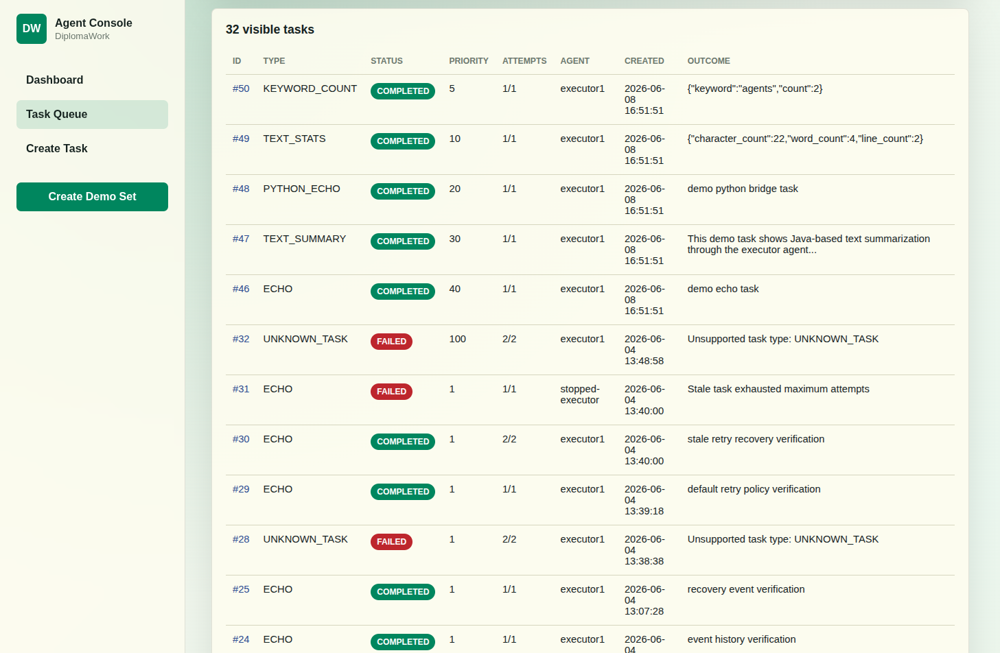 DW
Agent Console
DiplomaWork
Dashboard
Task Queue
Create Task
Create Demo Set
32 visible tasks
ID TYPE STATUS PRIORITY ATTEMPTS AGENT CREATED OUTCOME
#50 KEYWORD_COUNT COMPLETED 5 1/1 executor1 2026-06- {"keyword":"agents","count":2}
08
16:51:51
#49 TEXT_STATS COMPLETED 10 1/1 executor1 2026-06- {"character_count":22,"word_count":4,"line_count":2}
08
16:51:51
#48 PYTHON_ECHO COMPLETED 20 1/1 executor1 2026-06- demo python bridge task
08
16:51:51
#47 TEXT_SUMMARY COMPLETED 30 1/1 executor1 2026-06- This demo task shows Java-based text summarization
08 through the executor agent...
16:51:51
#46 ECHO COMPLETED 40 1/1 executor1 2026-06- demo echo task
08
16:51:51
#32 UNKNOWN_TASK FAILED 100 2/2 executor1 2026-06- Unsupported task type: UNKNOWN_TASK
04
13:48:58
#31 ECHO FAILED 1 1/1 stopped- 2026-06- Stale task exhausted maximum attempts
executor 04
13:40:00
#30 ECHO COMPLETED 1 2/2 executor1 2026-06- stale retry recovery verification
04
13:40:00
#29 ECHO COMPLETED 1 1/1 executor1 2026-06- default retry policy verification
04
13:39:18
#28 UNKNOWN_TASK FAILED 1 2/2 executor1 2026-06- Unsupported task type: UNKNOWN_TASK
04
13:38:38
#25 ECHO COMPLETED 1 1/1 executor1 2026-06- recovery event verification
04
13:07:28
#24 ECHO COMPLETED 1 1/1 executor1 2026-06- event history verification
04